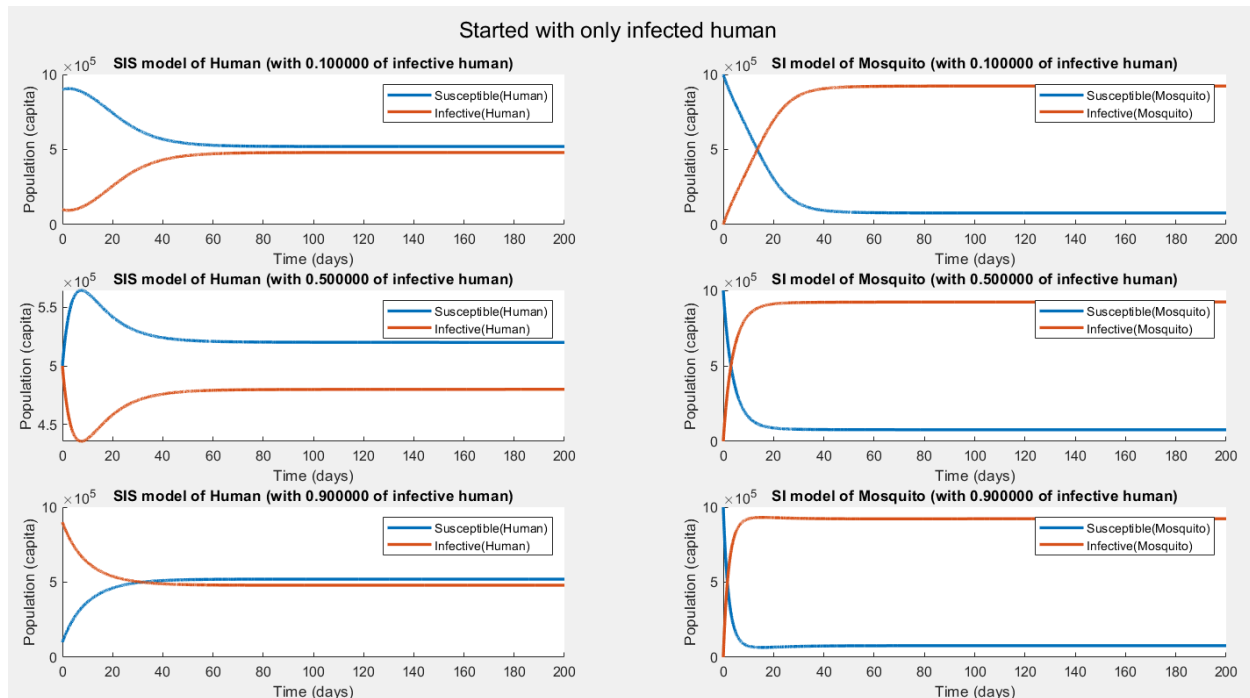 Started with only infected human
SIS model of Human (with 0.100000 of infective human)
×10^5
Population (capita)
10
5
0
Susceptible(Human)
Infective(Human)
0 20 40 60 80 100 120 140 160 180 200
Time (days)
SI model of Mosquito (with 0.100000 of infective human)
×10^5
Population (capita)
10
5
0
Susceptible(Mosquito)
Infective(Mosquito)
0 20 40 60 80 100 120 140 160 180 200
Time (days)
SIS model of Human (with 0.500000 of infective human)
×10^5
Population (capita)
5.5
5
4.5
Susceptible(Human)
Infective(Human)
0 20 40 60 80 100 120 140 160 180 200
Time (days)
SI model of Mosquito (with 0.500000 of infective human)
×10^5
Population (capita)
10
5
0
Susceptible(Mosquito)
Infective(Mosquito)
0 20 40 60 80 100 120 140 160 180 200
Time (days)
SIS model of Human (with 0.900000 of infective human)
×10^5
Population (capita)
10
5
0
Susceptible(Human)
Infective(Human)
0 20 40 60 80 100 120 140 160 180 200
Time (days)
SI model of Mosquito (with 0.900000 of infective human)
×10^5
Population (capita)
10
5
0
Susceptible(Mosquito)
Infective(Mosquito)
0 20 40 60 80 100 120 140 160 180 200
Time (days)